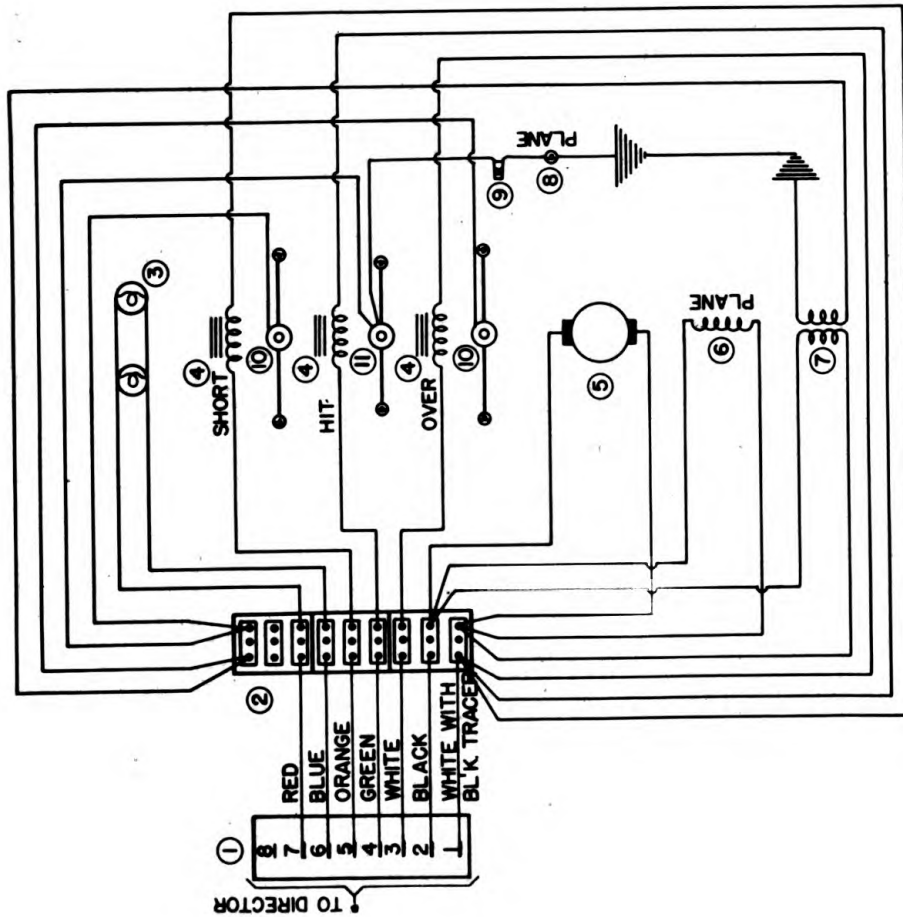 TO DIRECTOR
1
8
7
6
5
4
3
2
1
2
RED
BLUE
ORANGE
GREEN
WHITE
BLACK
WHITE WITH
BL'K. TRACER
3
4
SHORT
10
4
HIT
11
4
OVER
10
9
8
PLANE
5
6
PLANE
7